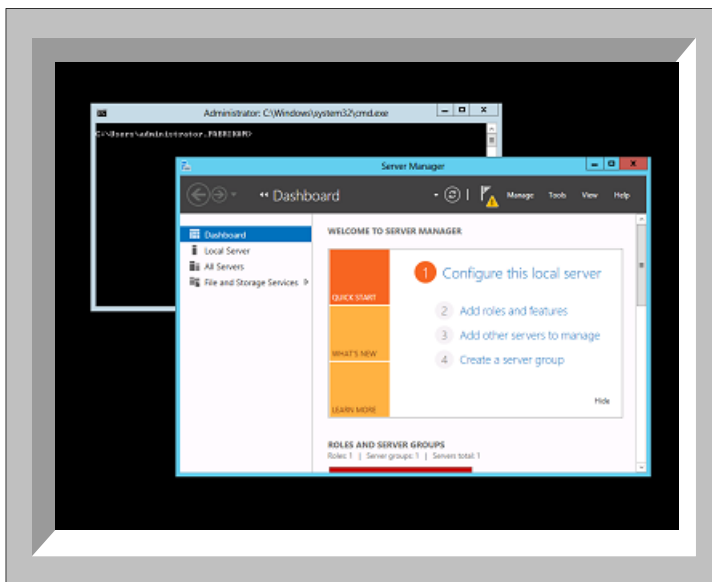 Administrator: C:\Windows\system32\cmd.exe
C:\Users\administrator.FABRIKAM>
Server Manager
Dashboard
Manage Tools View Help
Dashboard
Local Server
All Servers
File and Storage Services
WELCOME TO SERVER MANAGER
QUICK START
WHAT'S NEW
LEARN MORE
1 Configure this local server
2 Add roles and features
3 Add other servers to manage
4 Create a server group
Hide
ROLES AND SERVER GROUPS
Roles: 1 | Server groups: 1 | Servers total: 1